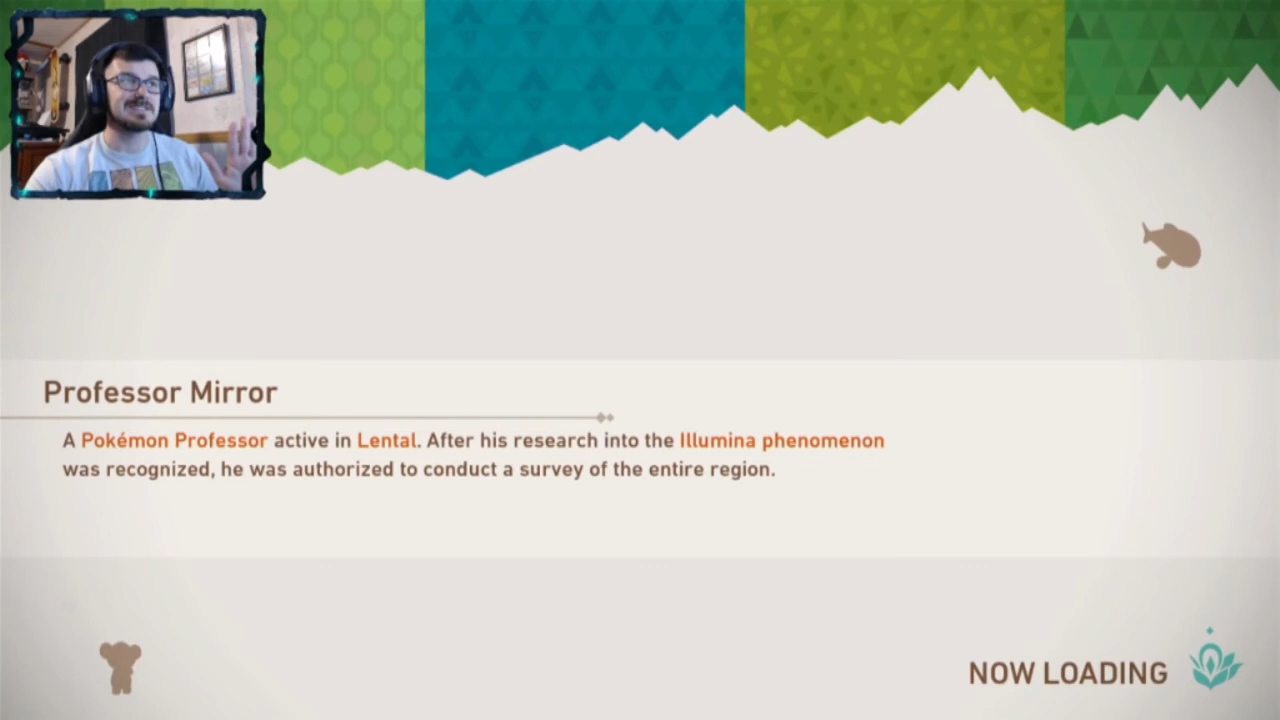 Professor Mirror
A Pokémon Professor active in Lental. After his research into the Illumina phenomenon
was recognized, he was authorized to conduct a survey of the entire region.
NOW LOADING